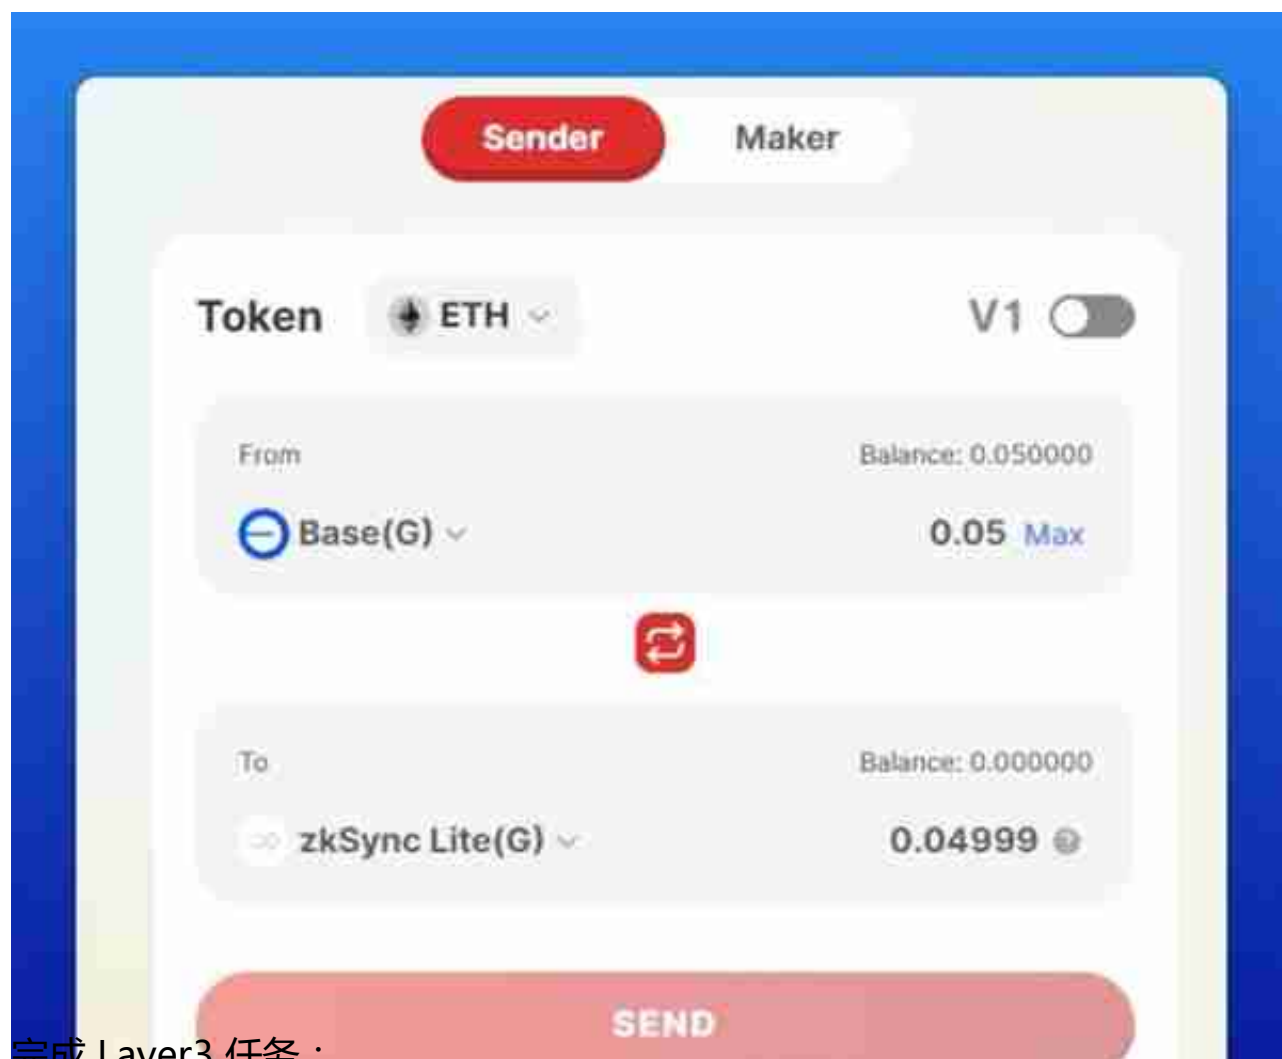 Sender Maker
Token ETH V1
From Balance: 0.050000
Base(G) 0.05 Max
To Balance: 0.000000
zkSync Lite(G) 0.04999
SEND
完成 Layer3 任务：